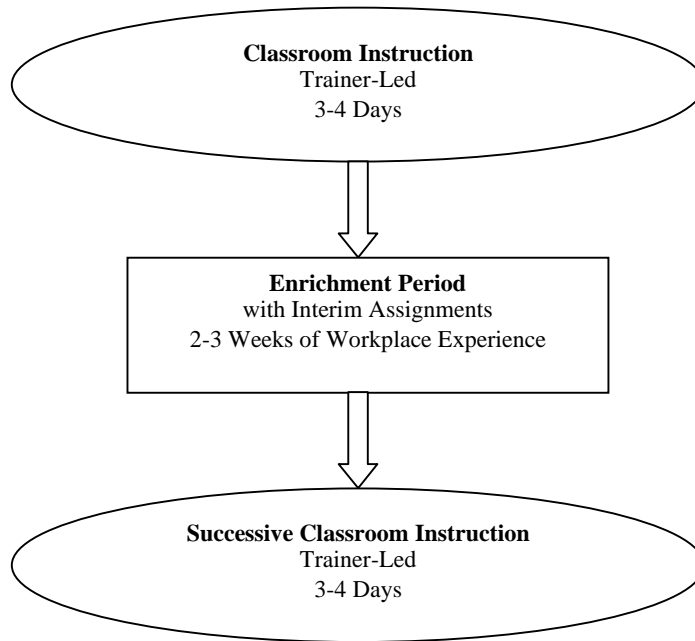 Classroom Instruction
Trainer-Led
3-4 Days
Enrichment Period
with Interim Assignments
2-3 Weeks of Workplace Experience
Successive Classroom Instruction
Trainer-Led
3-4 Days